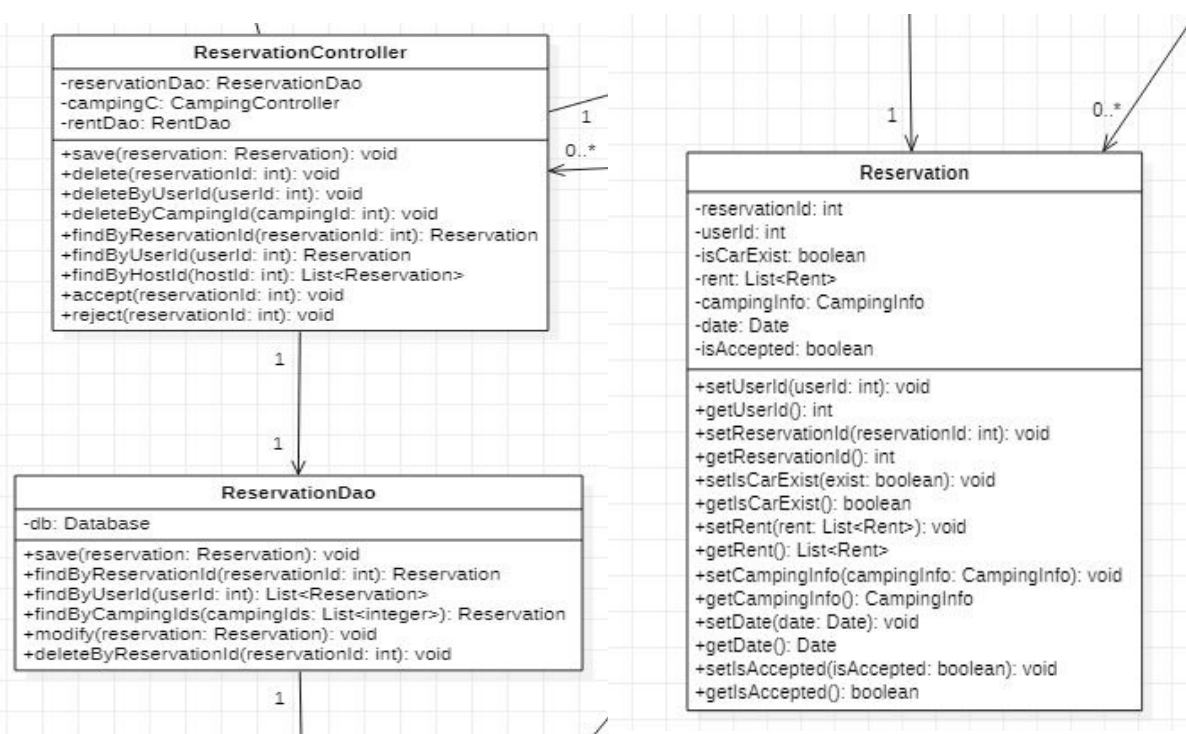 ReservationController
-reservationDao: ReservationDao
-campingC: CampingController
-rentDao: RentDao
+save(reservation: Reservation): void
+delete(reservationId: int): void
+deleteByUserId(userId: int): void
+deleteByCampingId(campingId: int): void
+findByReservationId(reservationId: int): Reservation
+findByUserId(userId: int): Reservation
+findByHostId(hostId: int): List<Reservation>
+accept(reservationId: int): void
+reject(reservationId: int): void
1
0..*
1
1
ReservationDao
-db: Database
+save(reservation: Reservation): void
+findByReservationId(reservationId: int): Reservation
+findByUserId(userId: int): List<Reservation>
+findByCampingIds(campingIds: List<integer>): Reservation
+modify(reservation: Reservation): void
+deleteByReservationId(reservationId: int): void
1
1
0..*
Reservation
-reservationId: int
-userId: int
-isCarExist: boolean
-rent: List<Rent>
-campingInfo: CampingInfo
-date: Date
-isAccepted: boolean
+setUserId(userId: int): void
+getUserId(): int
+setReservationId(reservationId: int): void
+getReservationId(): int
+setIsCarExist(exist: boolean): void
+getIsCarExist(): boolean
+setRent(rent: List<Rent>): void
+getRent(): List<Rent>
+setCampingInfo(campingInfo: CampingInfo): void
+getCampingInfo(): CampingInfo
+setDate(date: Date): void
+getDate(): Date
+setIsAccepted(isAccepted: boolean): void
+getIsAccepted(): boolean